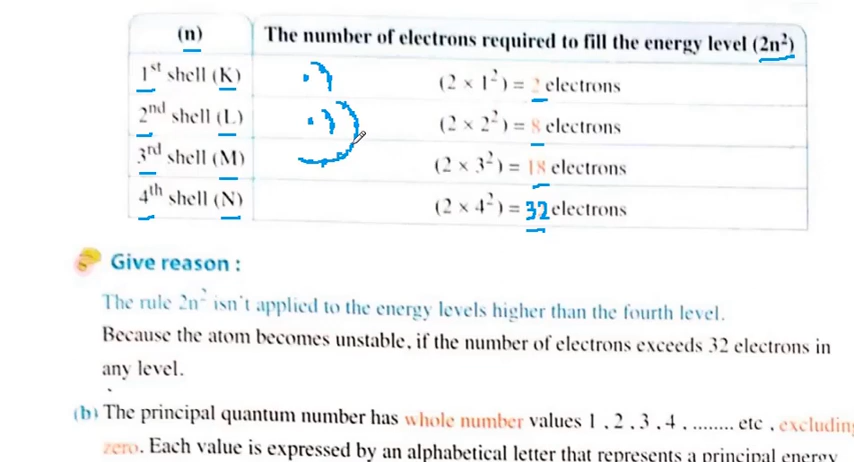 (n) The number of electrons required to fill the energy level (2n²)
1st shell (K) (2 × 1²) = 2 electrons
2nd shell (L) (2 × 2²) = 8 electrons
3rd shell (M) (2 × 3²) = 18 electrons
4th shell (N) (2 × 4²) = 32 electrons
Give reason :
The rule 2n² isn't applied to the energy levels higher than the fourth level.
Because the atom becomes unstable, if the number of electrons exceeds 32 electrons in
any level.
(b) The principal quantum number has whole number values 1 , 2 , 3 , 4 , ........ etc , excluding
zero. Each value is expressed by an alphabetical letter that represents a principal energy